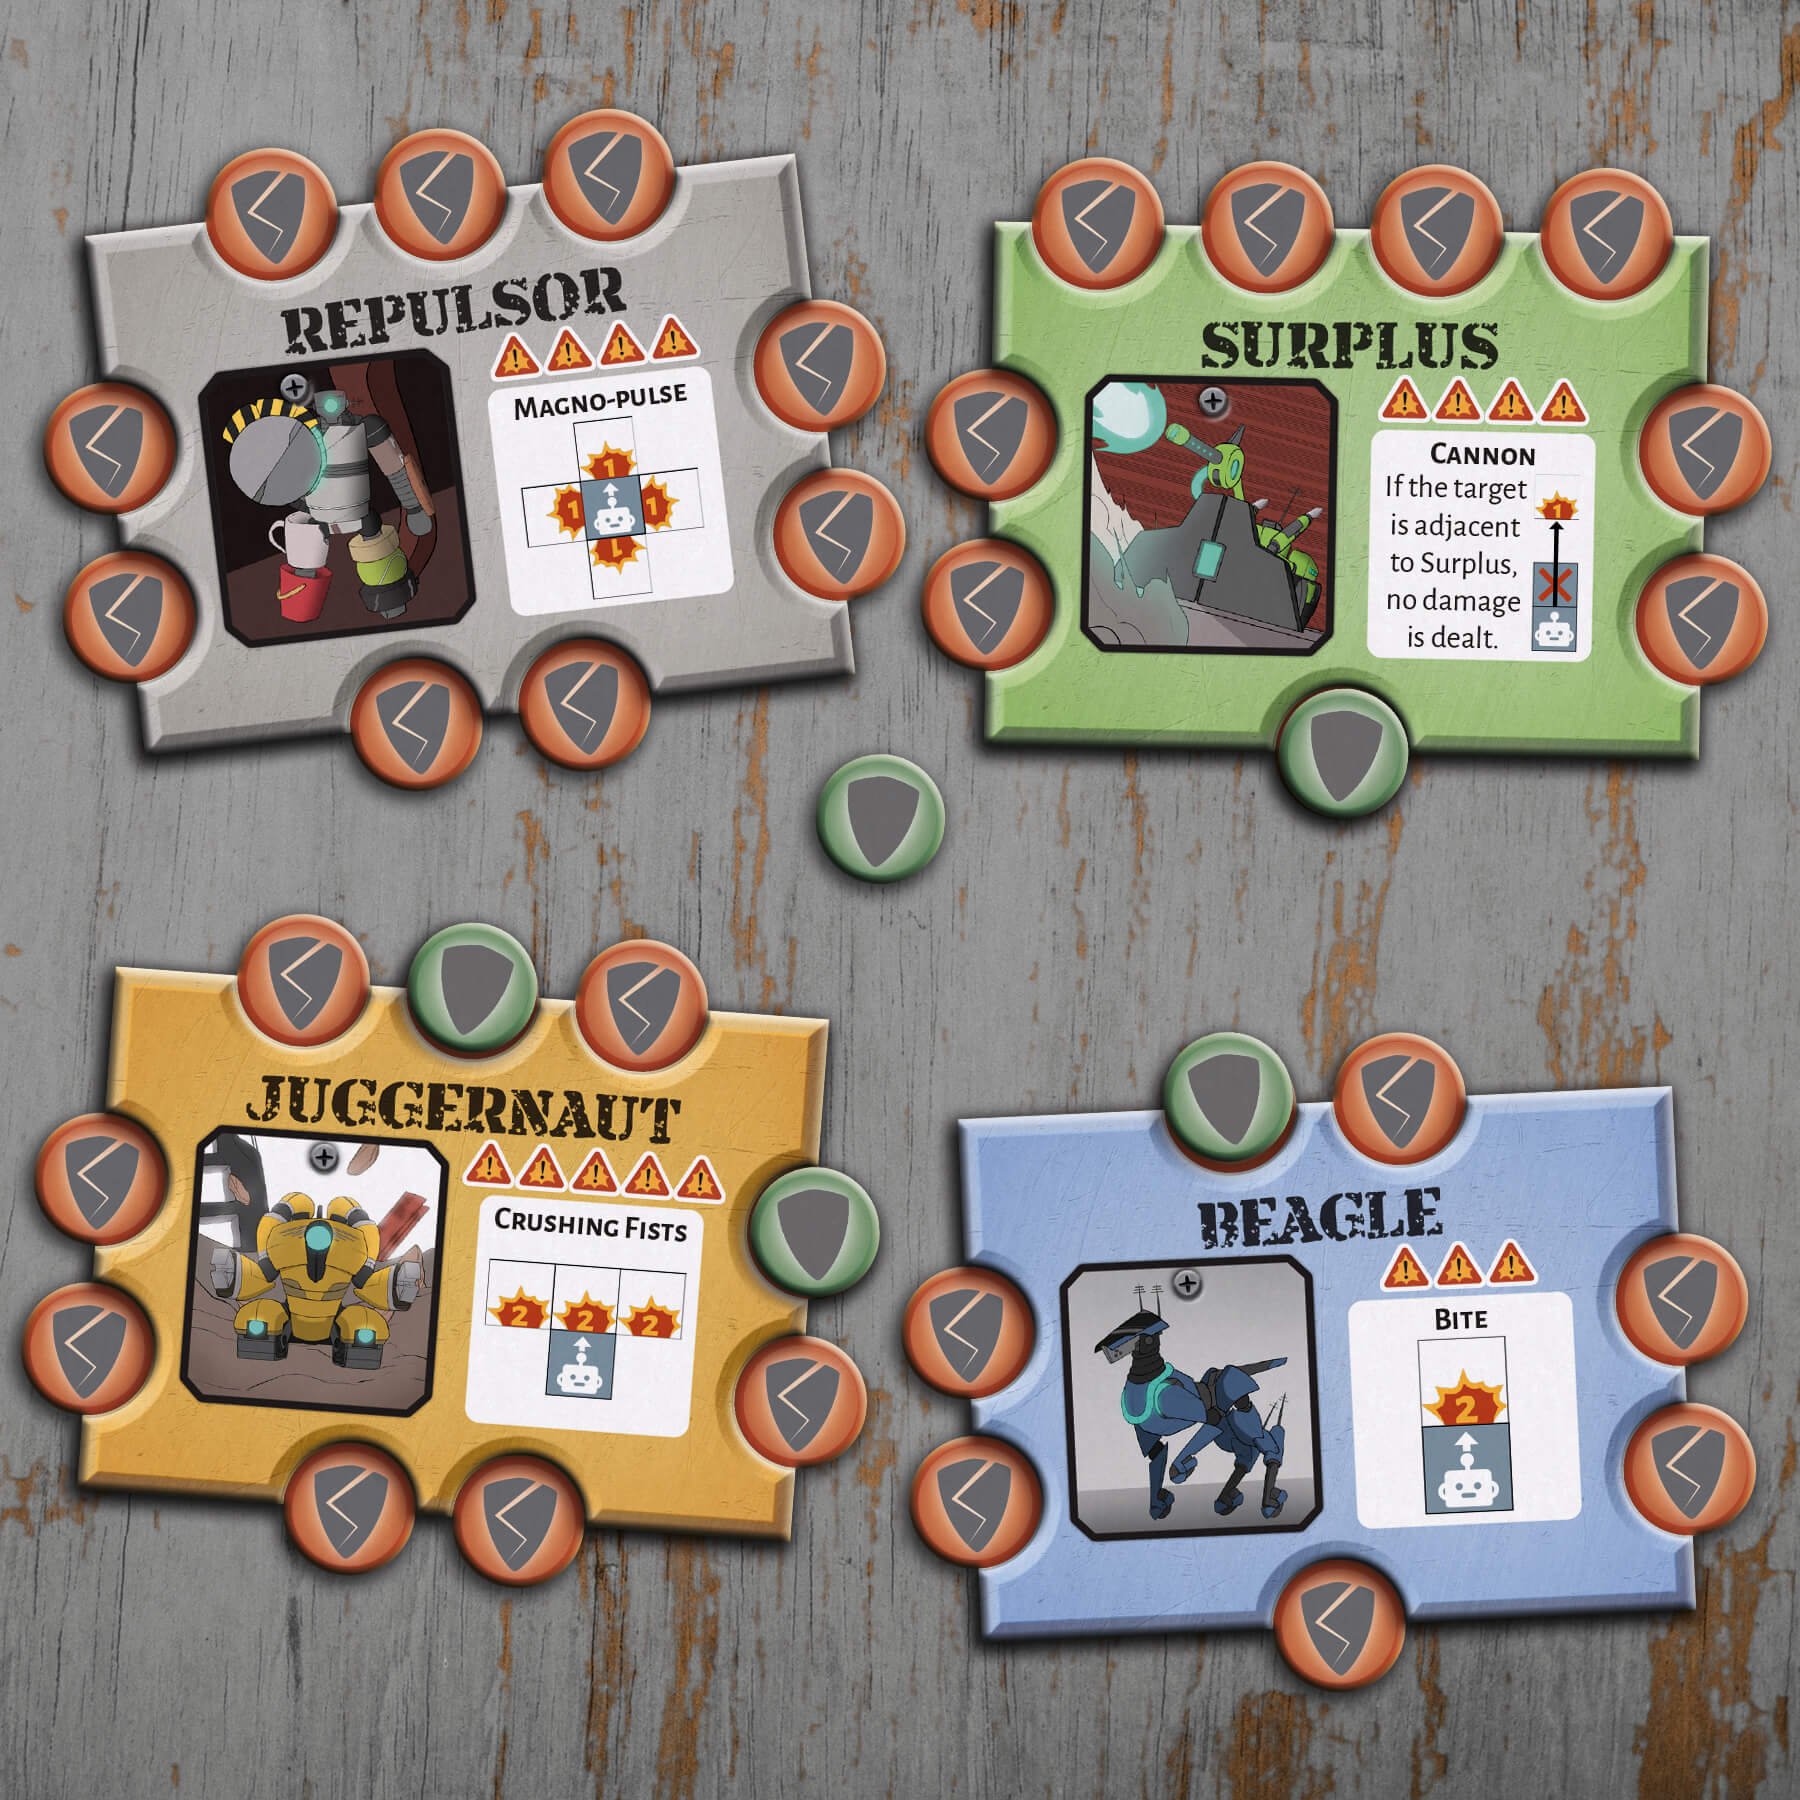 REPULSOR
! ! ! !
MAGNO-PULSE
1
1 1
1
SURPLUS
! ! ! !
CANNON
If the target
is adjacent
to Surplus,
no damage
is dealt.
1
JUGGERNAUT
! ! ! ! !
CRUSHING FISTS
2 2 2
BEAGLE
! ! !
BITE
2